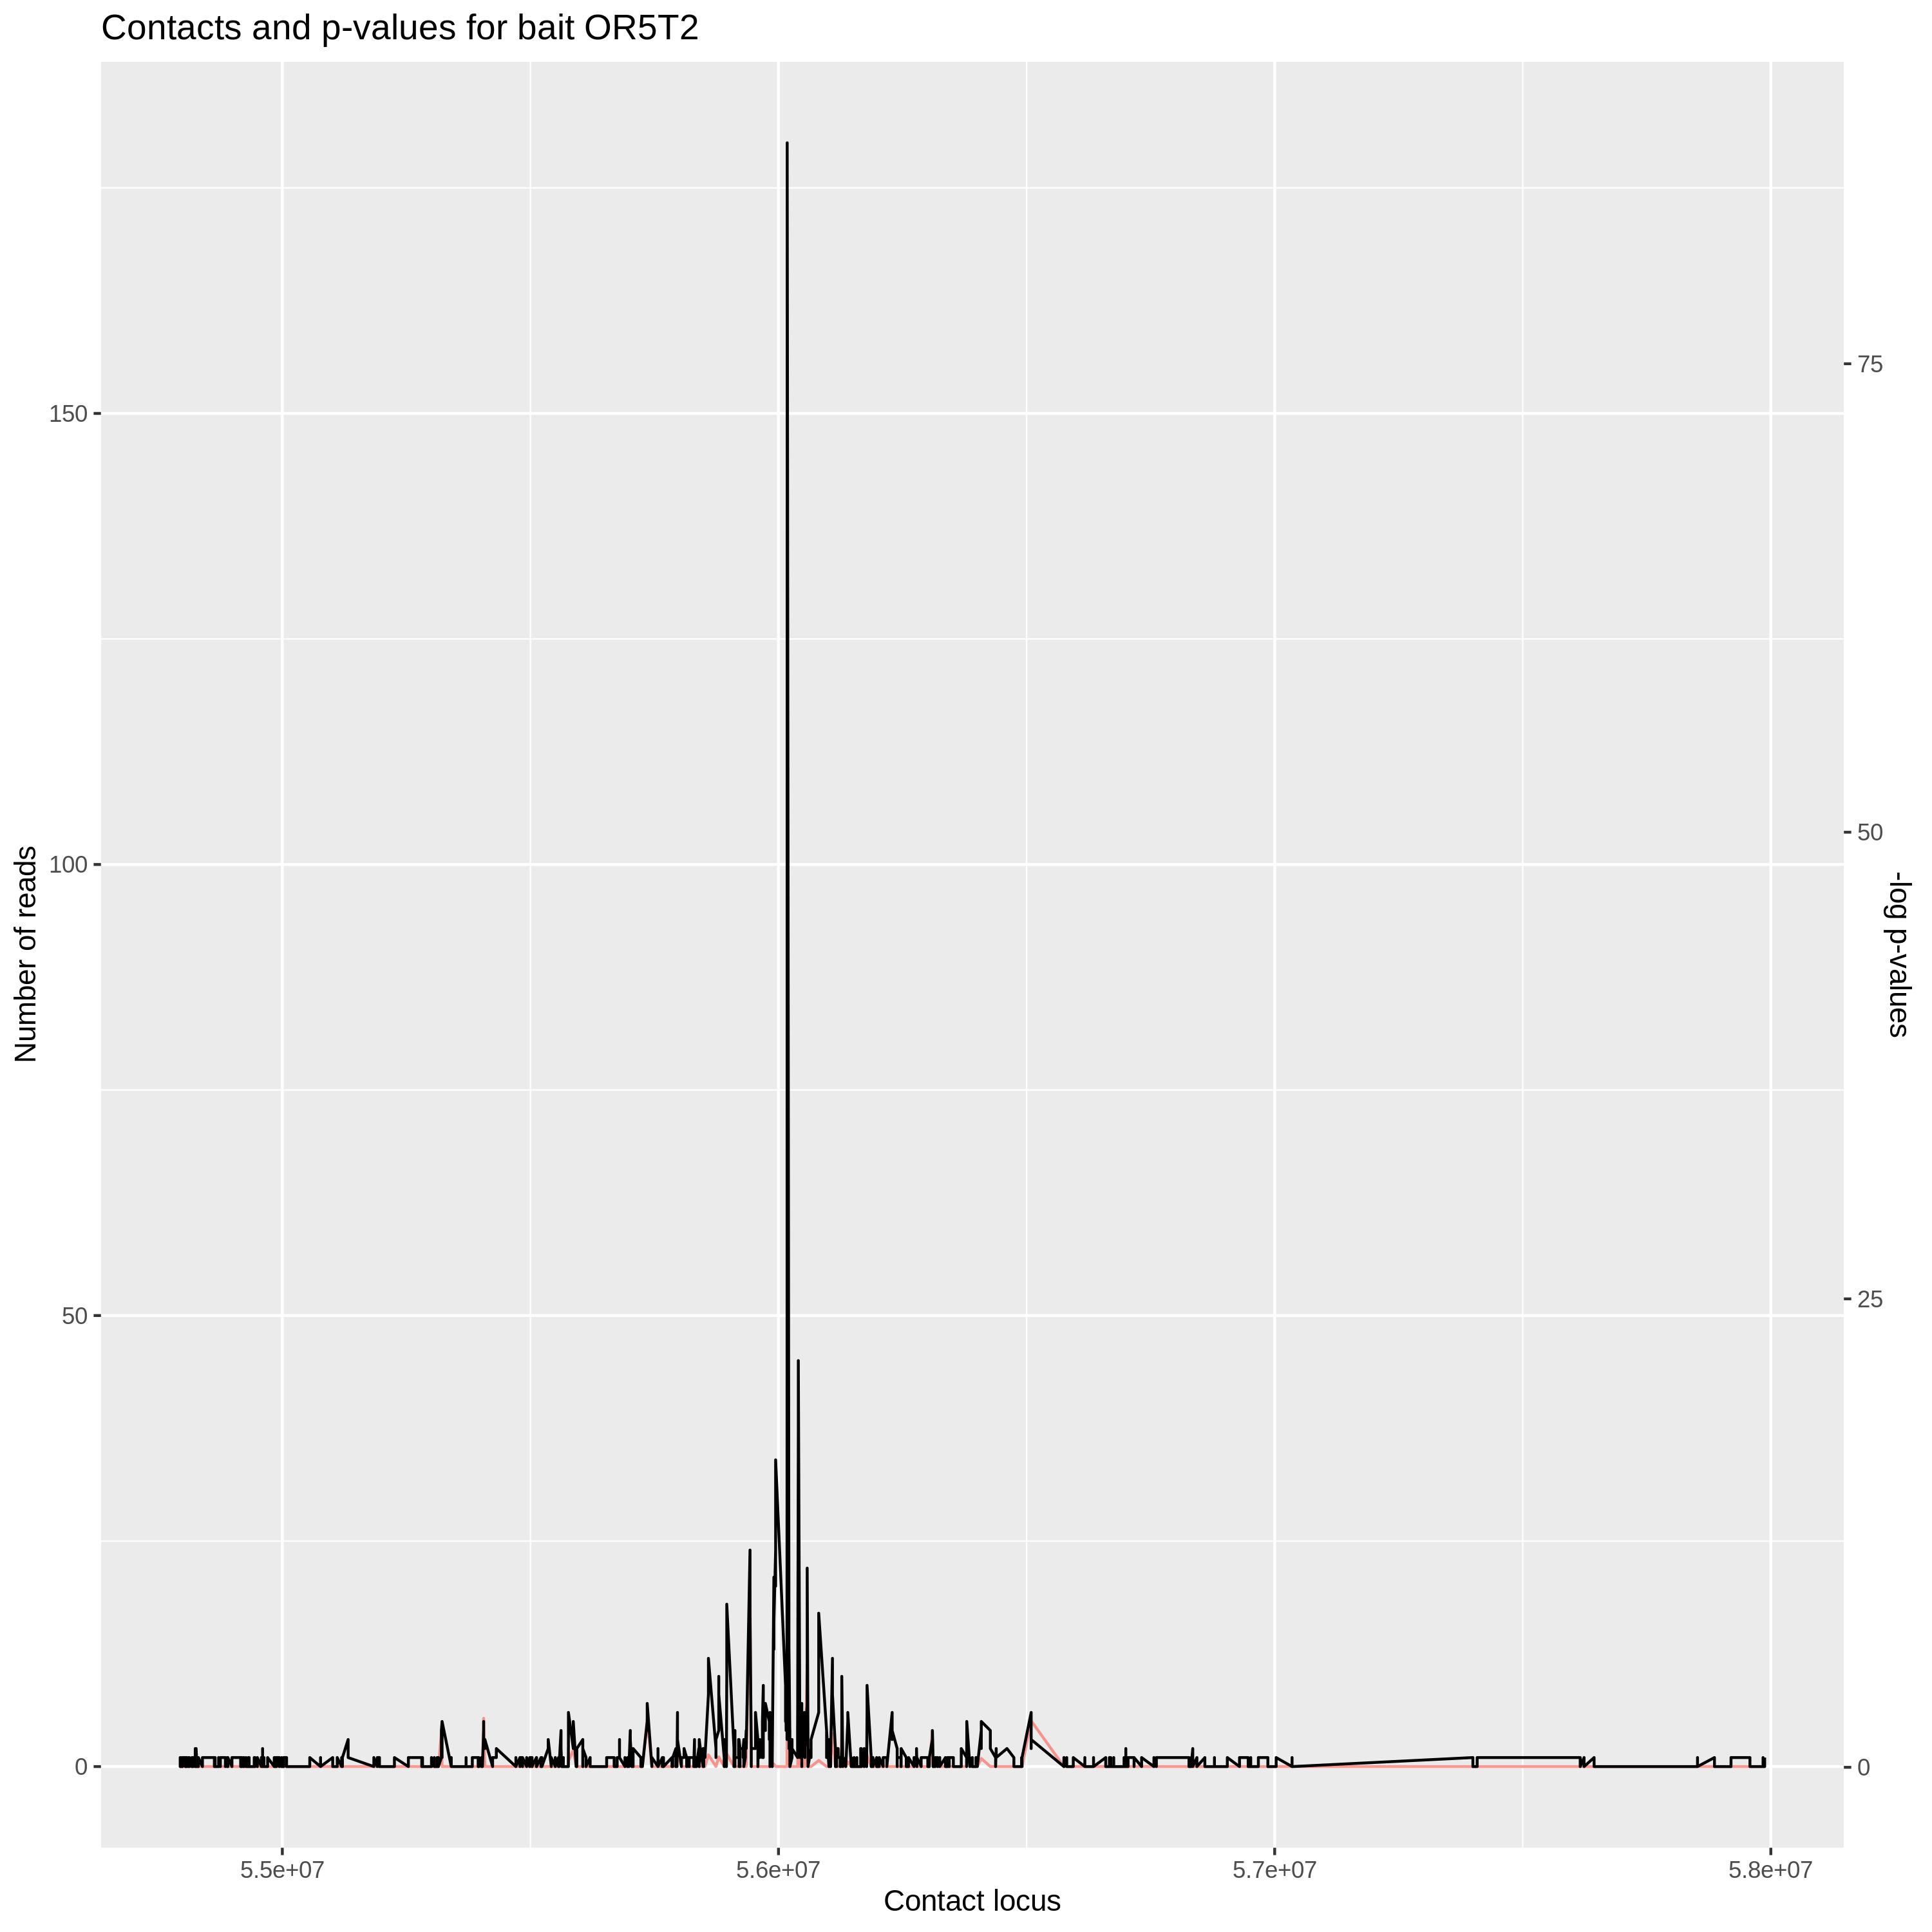 Contacts and p-values for bait OR5T2
150
100
50
0
Number of reads
75
50
25
0
-log p-values
5.5e+07
5.6e+07
5.7e+07
5.8e+07
Contact locus